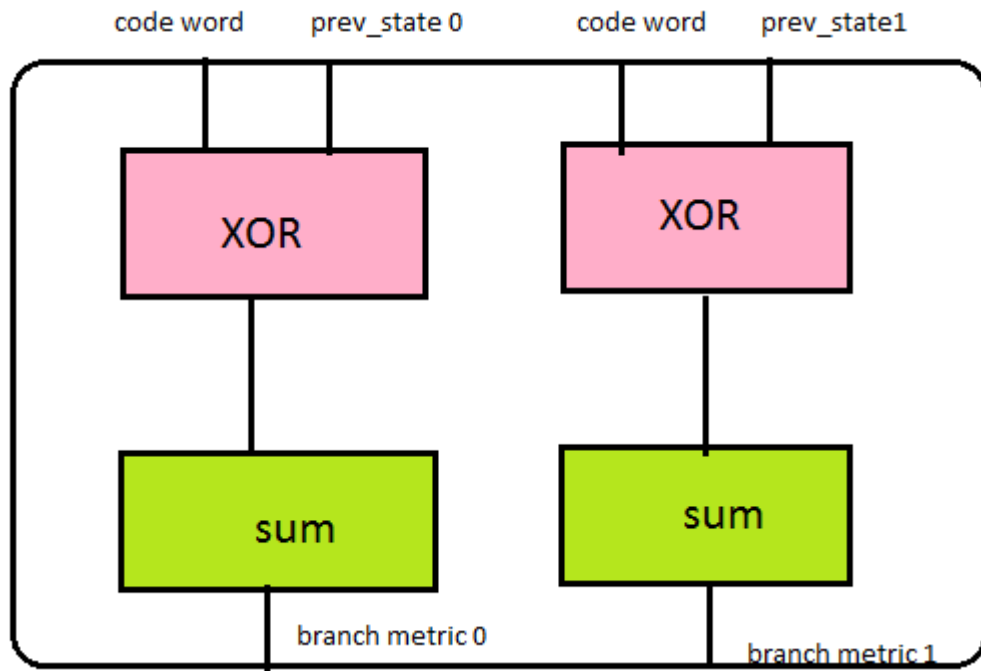 code word
prev_state 0
code word
prev_state1
XOR
XOR
sum
sum
branch metric 0
branch metric 1